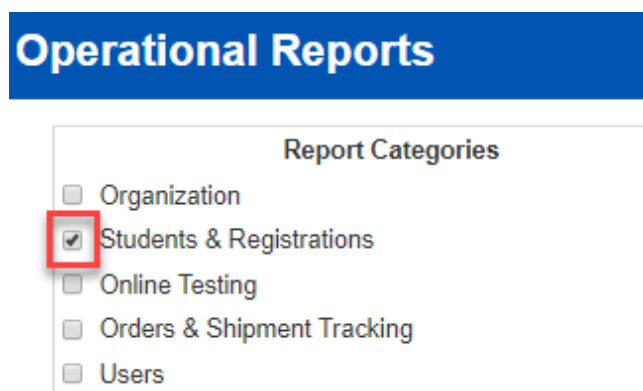 Operational Reports
Report Categories
Organization
Students & Registrations
Online Testing
Orders & Shipment Tracking
Users